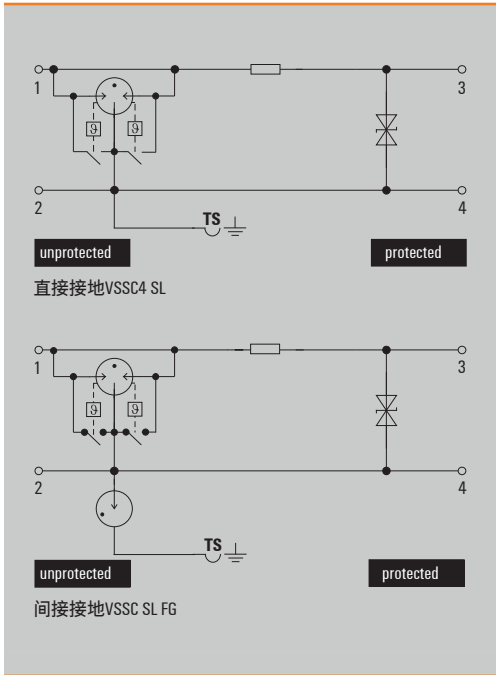 1 3
ϑ ϑ
2 4
TS
unprotected protected
直接接地VSSC4 SL
1 3
ϑ ϑ
2 4
TS
unprotected protected
间接接地VSSC SL FG